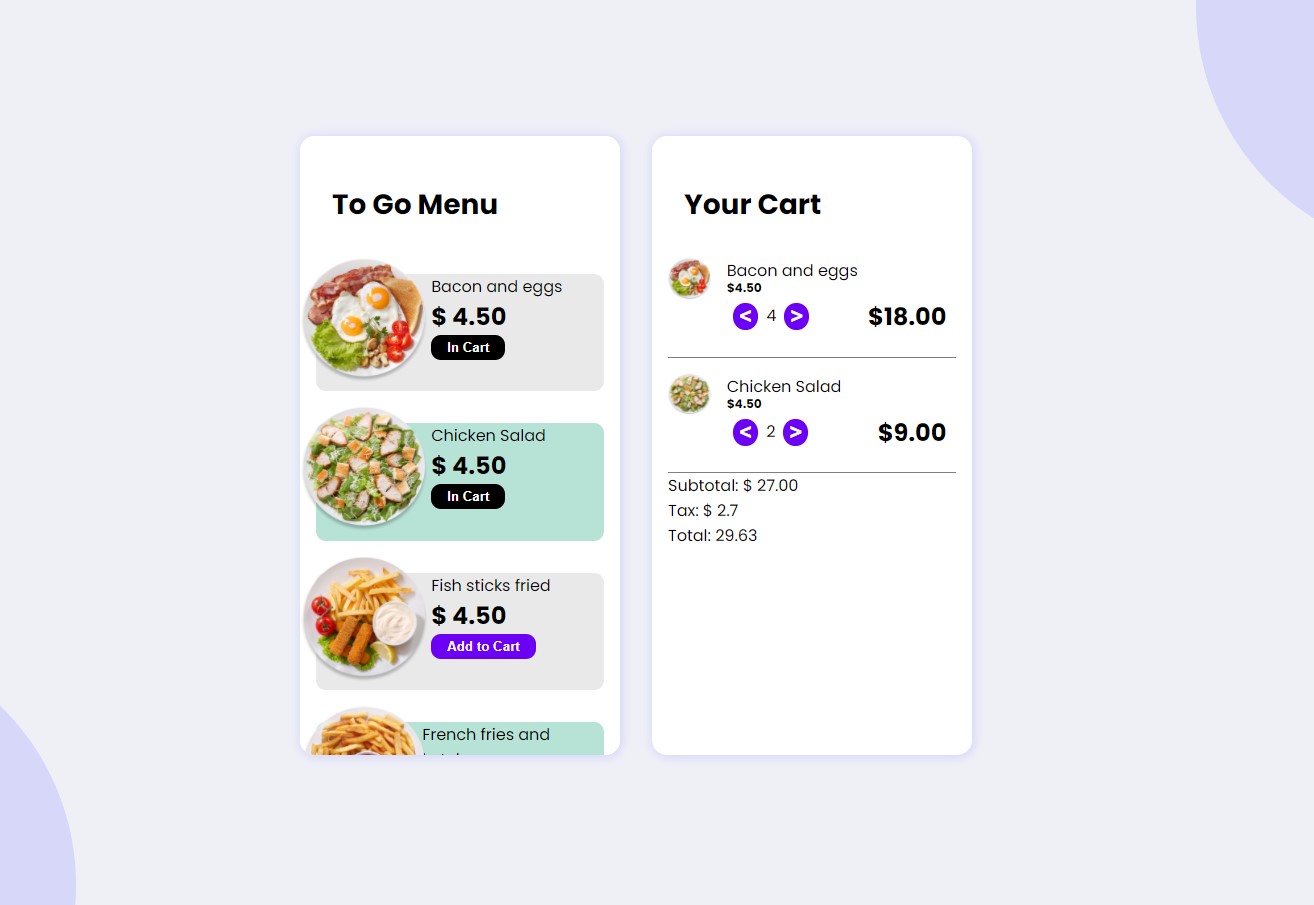 To Go Menu
Bacon and eggs
$ 4.50
In Cart
Chicken Salad
$ 4.50
In Cart
Fish sticks fried
$ 4.50
Add to Cart
French fries and
Your Cart
Bacon and eggs
$4.50
< 4 >
$18.00
Chicken Salad
$4.50
< 2 >
$9.00
Subtotal: $ 27.00
Tax: $ 2.7
Total: 29.63